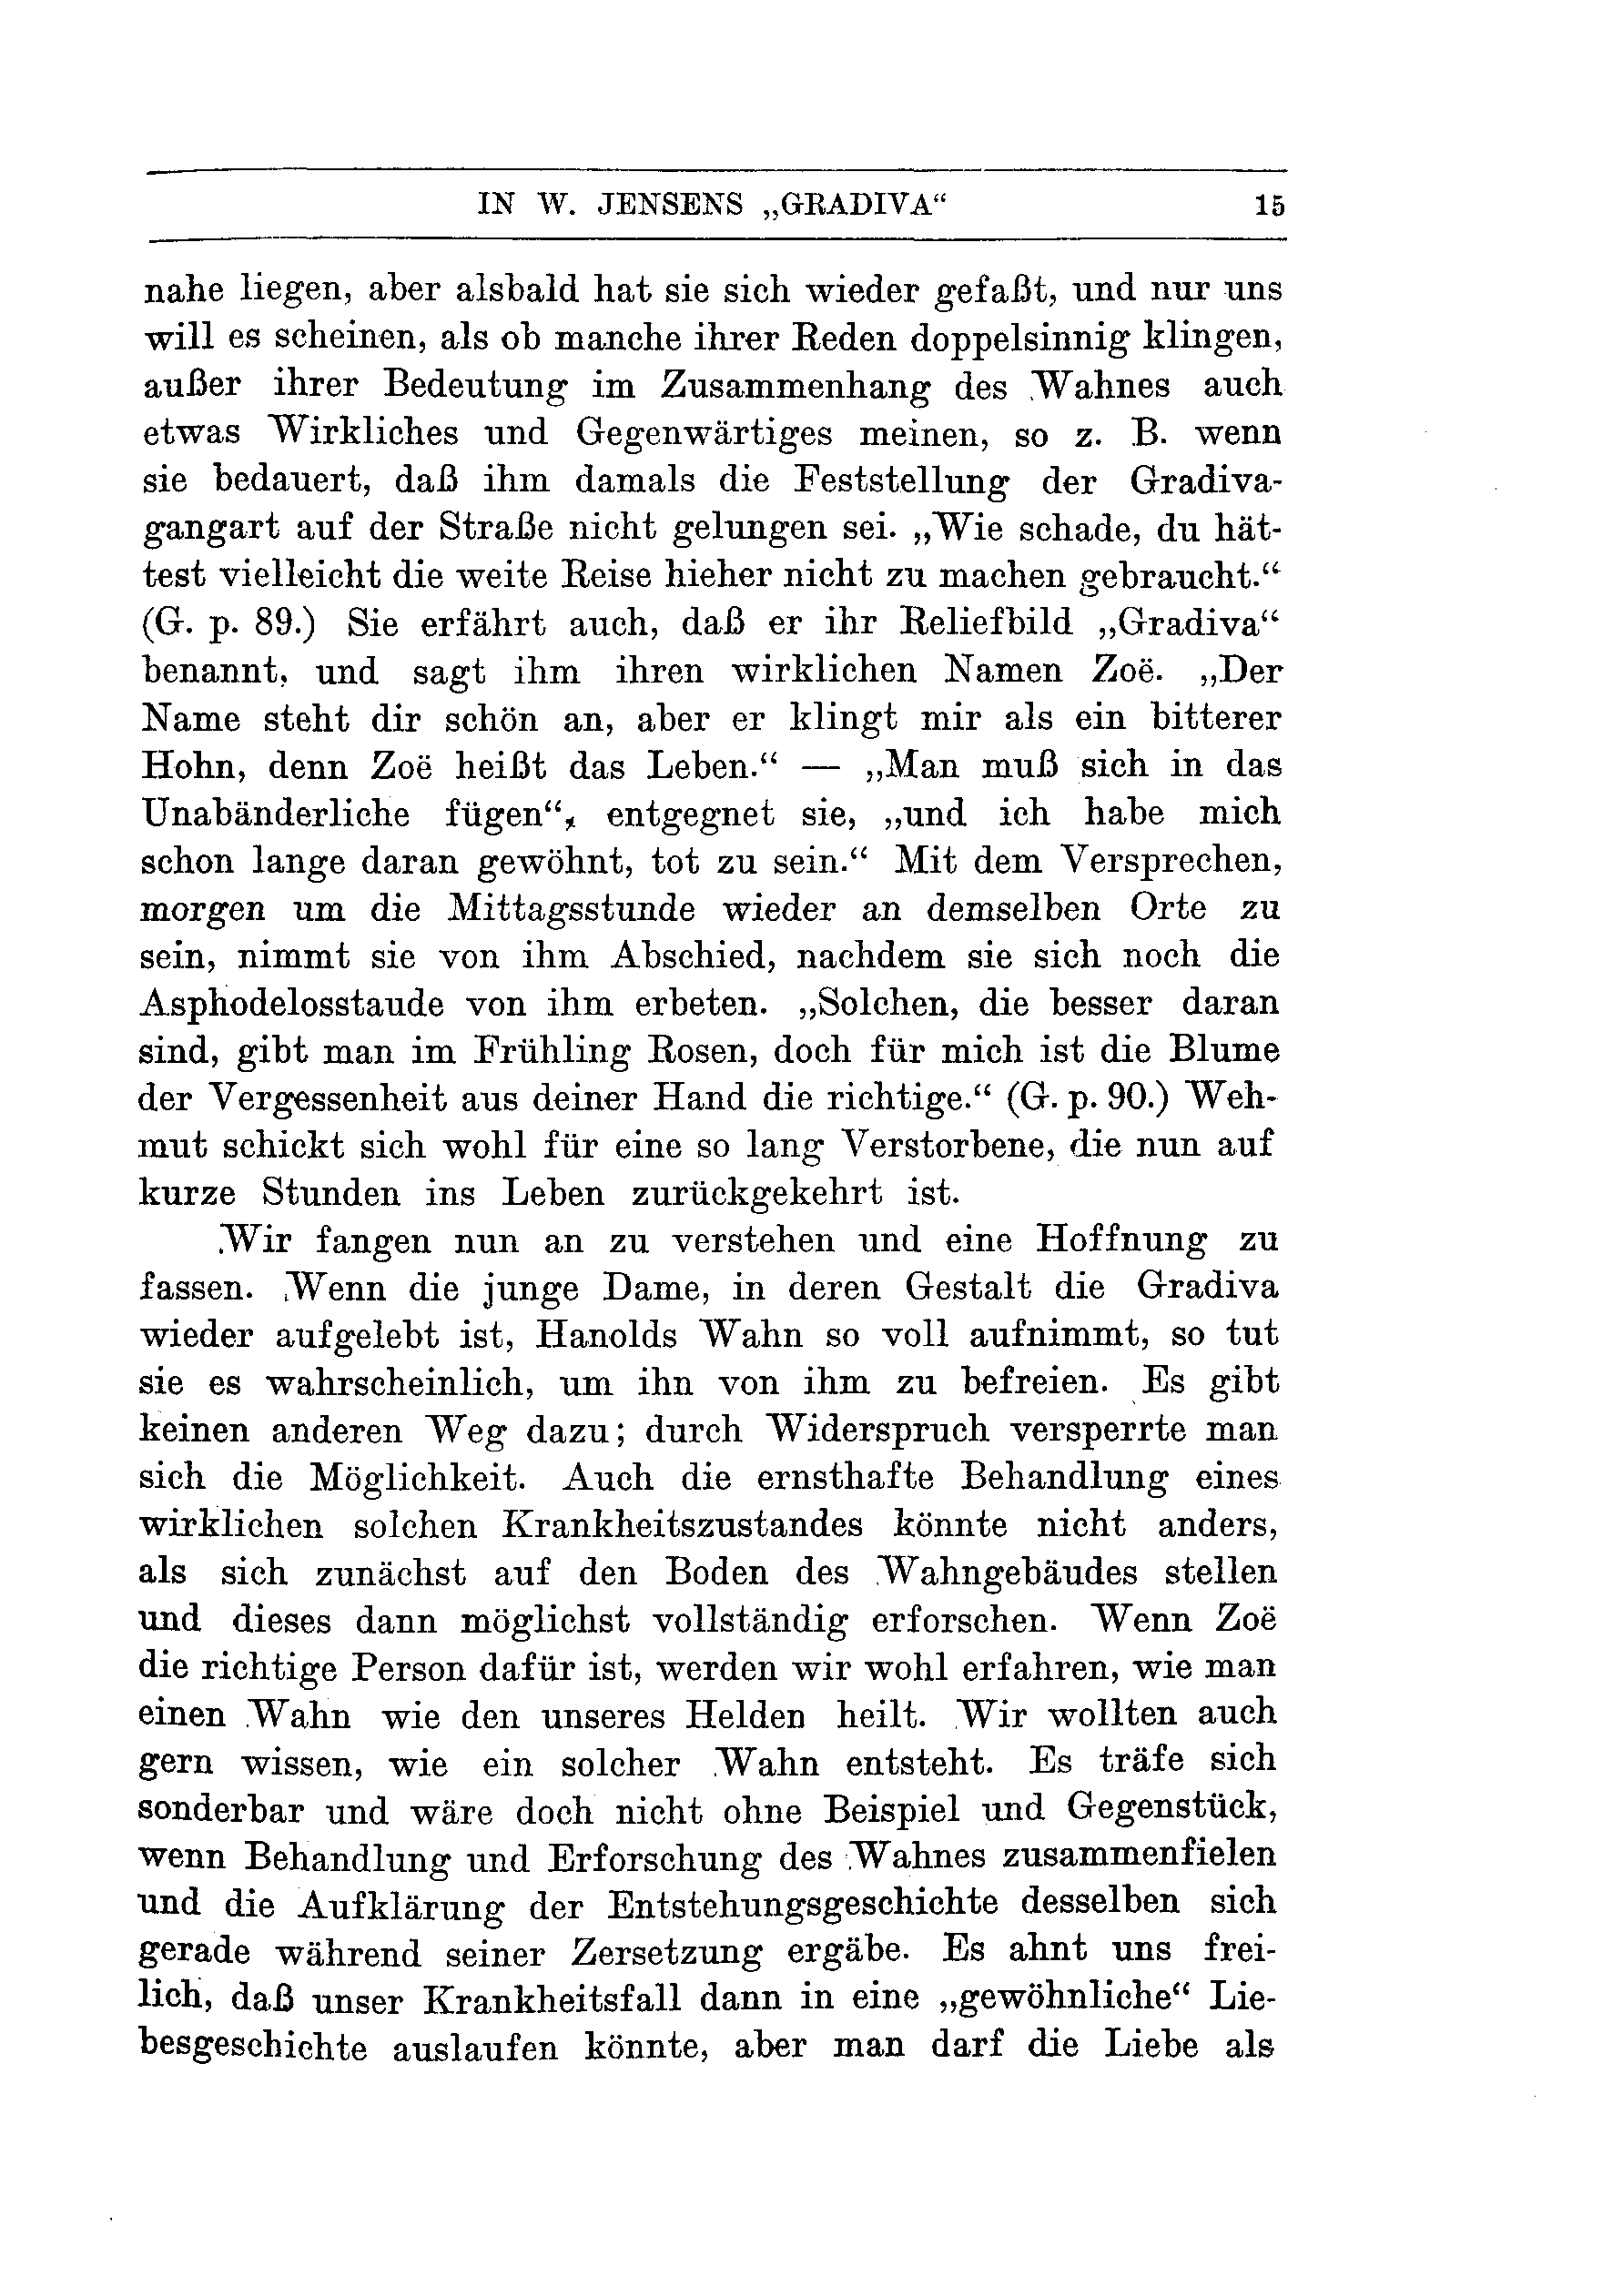 IN W. JENSENS „GRADIVA“ 15
nahe liegen, aber alsbald hat sie sich wieder gefaßt, und nur uns
will es scheinen, als ob manche ihrer Reden doppelsinnig klingen,
außer ihrer Bedeutung im Zusammenhang des Wahnes auch
etwas Wirkliches und Gegenwärtiges meinen, so z. B. wenn
sie bedauert, daß ihm damals die Feststellung der Gradiva-
gangart auf der Straße nicht gelungen sei. „Wie schade, du hät-
test vielleicht die weite Reise hieher nicht zu machen gebraucht.“
(G. p. 89.) Sie erfährt auch, daß er ihr Reliefbild „Gradiva“
benannt, und sagt ihm ihren wirklichen Namen Zoë. „Der
Name steht dir schön an, aber er klingt mir als ein bitterer
Hohn, denn Zoë heißt das Leben.“ — „Man muß sich in das
Unabänderliche fügen“, entgegnet sie, „und ich habe mich
schon lange daran gewöhnt, tot zu sein.“ Mit dem Versprechen,
morgen um die Mittagsstunde wieder an demselben Orte zu
sein, nimmt sie von ihm Abschied, nachdem sie sich noch die
Asphodelosstaude von ihm erbeten. „Solchen, die besser daran
sind, gibt man im Frühling Rosen, doch für mich ist die Blume
der Vergessenheit aus deiner Hand die richtige.“ (G. p. 90.) Weh-
mut schickt sich wohl für eine so lang Verstorbene, die nun auf
kurze Stunden ins Leben zurückgekehrt ist.
Wir fangen nun an zu verstehen und eine Hoffnung zu
fassen. Wenn die junge Dame, in deren Gestalt die Gradiva
wieder aufgelebt ist, Hanolds Wahn so voll aufnimmt, so tut
sie es wahrscheinlich, um ihn von ihm zu befreien. Es gibt
keinen anderen Weg dazu; durch Widerspruch versperrte man
sich die Möglichkeit. Auch die ernsthafte Behandlung eines
wirklichen solchen Krankheitszustandes könnte nicht anders,
als sich zunächst auf den Boden des Wahngebäudes stellen
und dieses dann möglichst vollständig erforschen. Wenn Zoë
die richtige Person dafür ist, werden wir wohl erfahren, wie man
einen Wahn wie den unseres Helden heilt. Wir wollten auch
gern wissen, wie ein solcher Wahn entsteht. Es träfe sich
sonderbar und wäre doch nicht ohne Beispiel und Gegenstück,
wenn Behandlung und Erforschung des Wahnes zusammenfielen
und die Aufklärung der Entstehungsgeschichte desselben sich
gerade während seiner Zersetzung ergäbe. Es ahnt uns frei-
lich, daß unser Krankheitsfall dann in eine „gewöhnliche“ Lie-
besgeschichte auslaufen könnte, aber man darf die Liebe als